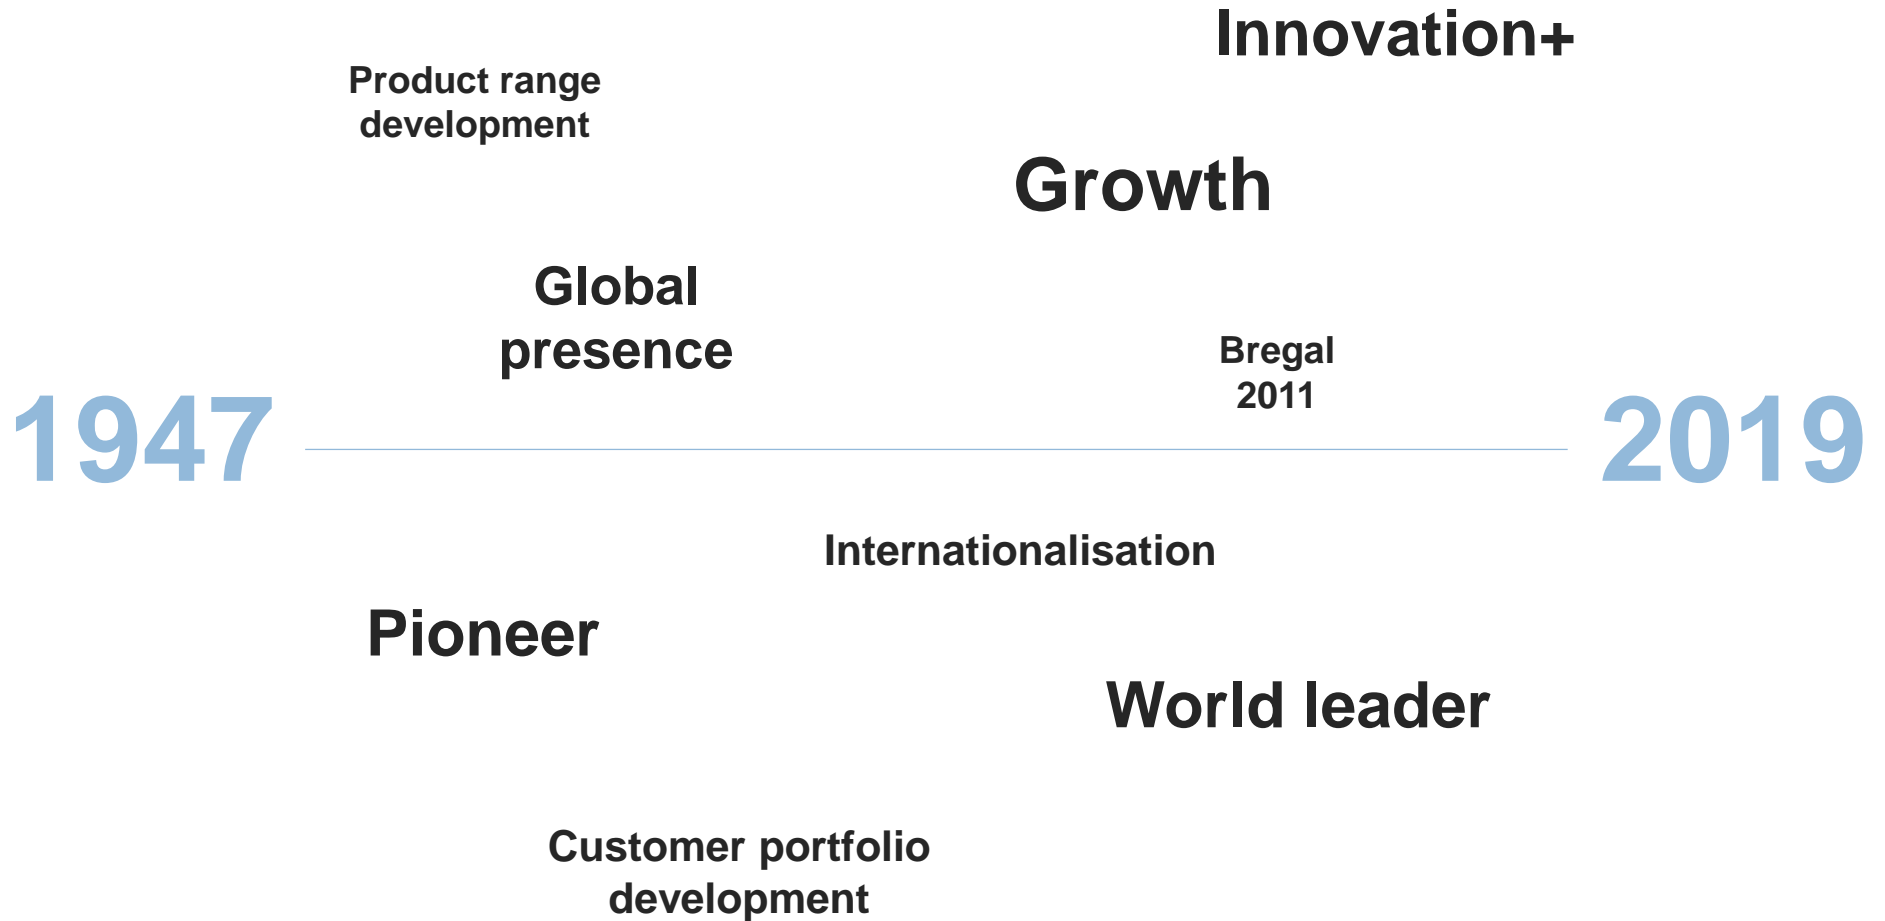 Innovation+
Product range
development
Growth
Global
presence
Bregal
2011
1947
2019
Internationalisation
Pioneer
World leader
Customer portfolio
development